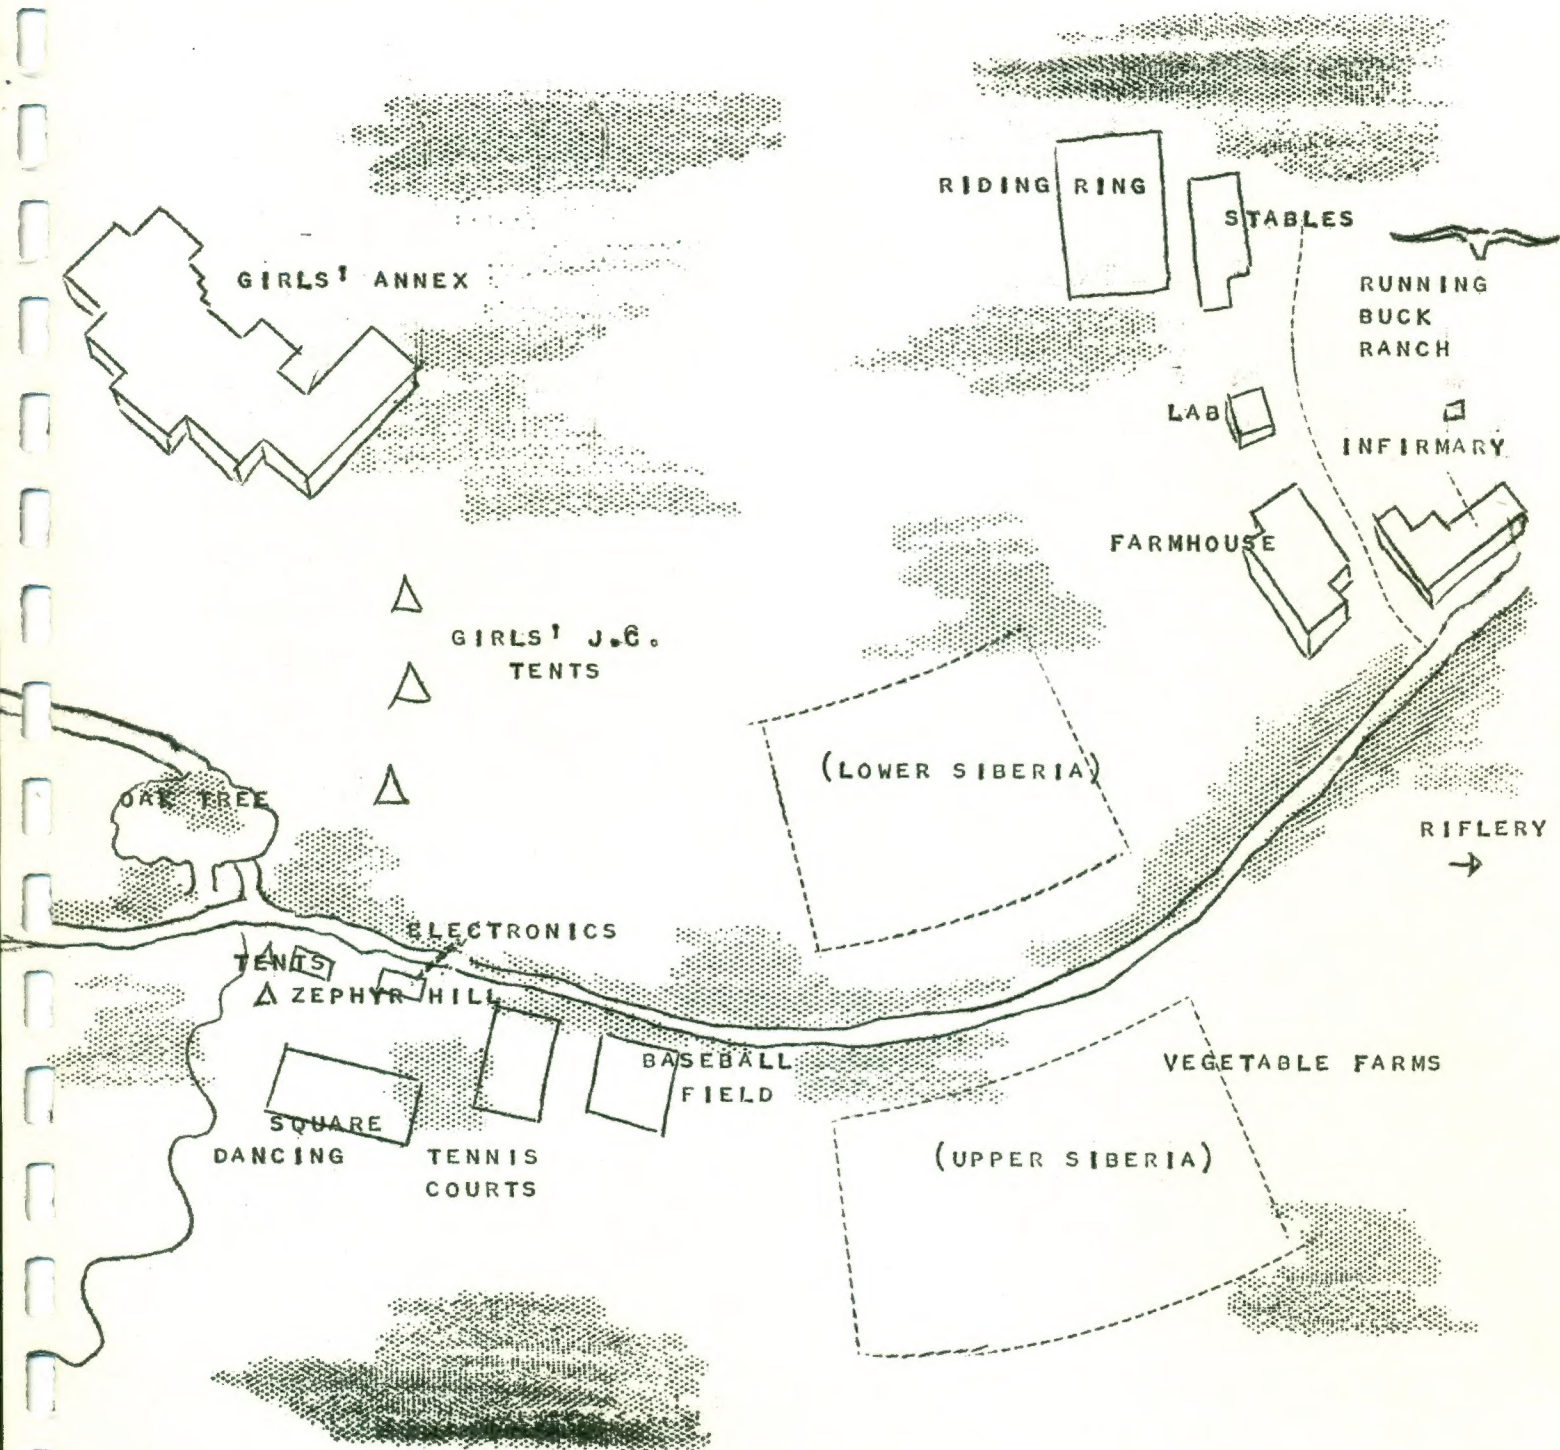 RIDING RING
STABLES
GIRLS' ANNEX
RUNNING
BUCK
RANCH
LAB
INFIRMARY
FARMHOUSE
GIRLS' J.C.
TENTS
(LOWER SIBERIA)
OAK TREE
RIFLERY
ELECTRONICS
TENTS
ZEPHYR HILL
BASEBALL
FIELD
VEGETABLE FARMS
SQUARE
DANCING
TENNIS
COURTS
(UPPER SIBERIA)